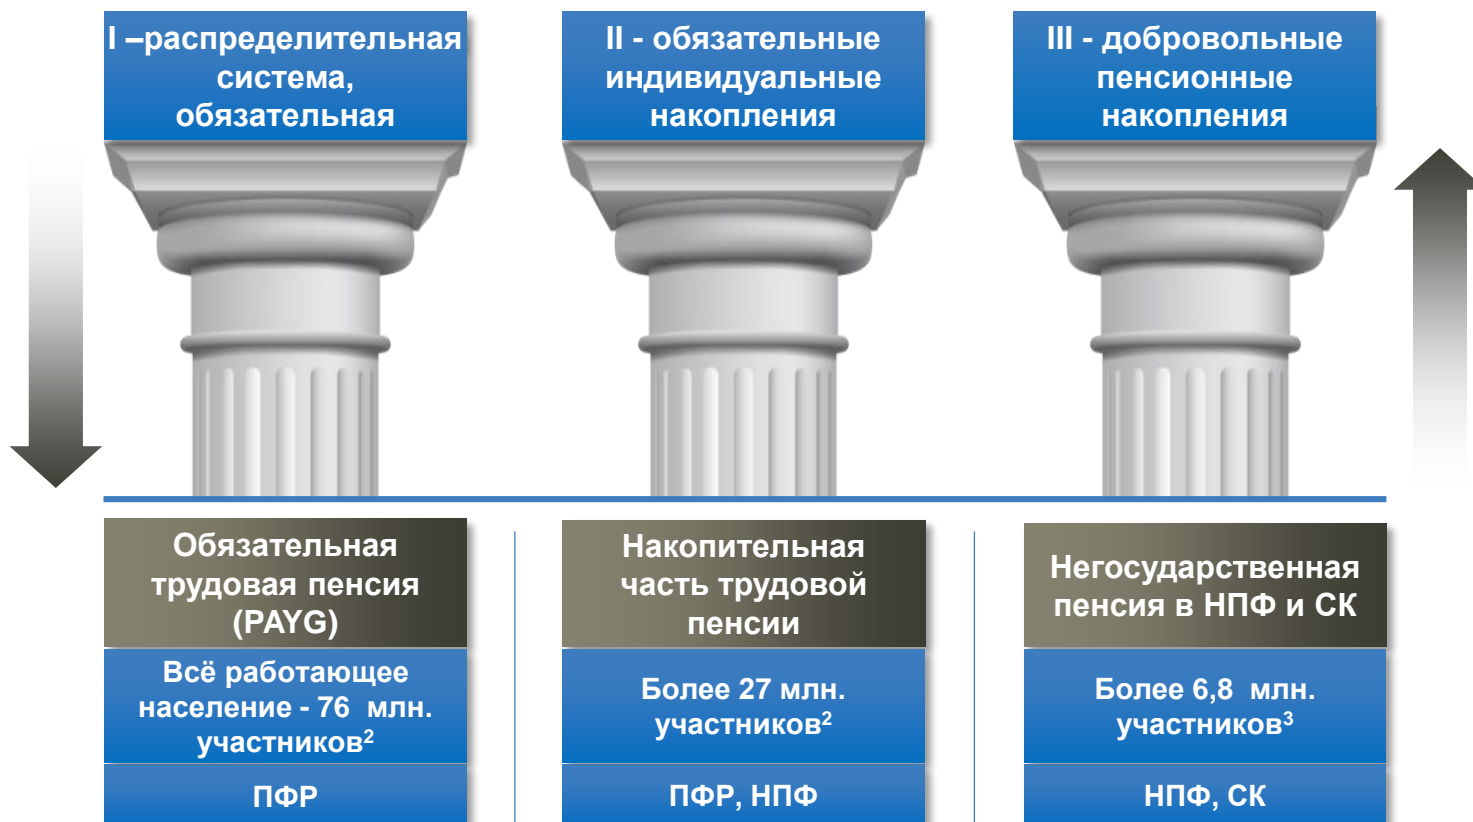 I –распределительная
система,
обязательная
II - обязательные
индивидуальные
накопления
III - добровольные
пенсионные
накопления
Обязательная
трудовая пенсия
(PAYG)
Накопительная
часть трудовой
пенсии
Негосударственная
пенсия в НПФ и СК
Всё работающее
население - 76 млн.
участников²
Более 27 млн.
участников²
Более 6,8 млн.
участников³
ПФР
ПФР, НПФ
НПФ, СК